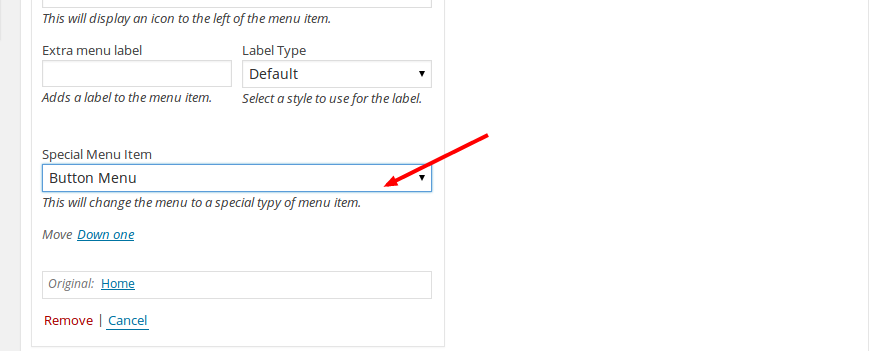 This will display an icon to the left of the menu item.
Extra menu label Label Type
Default
Adds a label to the menu item. Select a style to use for the label.
Special Menu Item
Button Menu
This will change the menu to a special typy of menu item.
Move Down one
Original: Home
Remove | Cancel